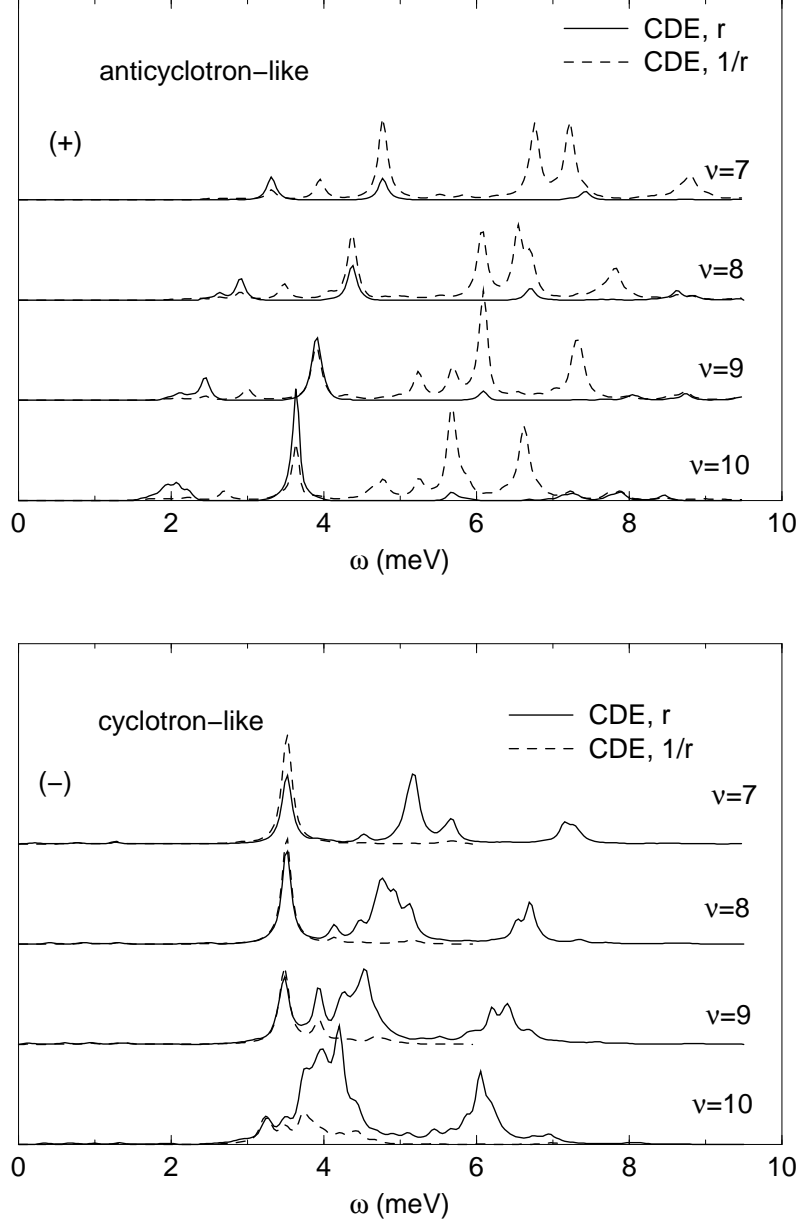 CDE, r
CDE, 1/r
anticyclotron−like
(+)
ν=7
ν=8
ν=9
ν=10
0 2 4 6 8 10
ω (meV)
cyclotron−like
CDE, r
CDE, 1/r
(−)
ν=7
ν=8
ν=9
ν=10
0 2 4 6 8 10
ω (meV)